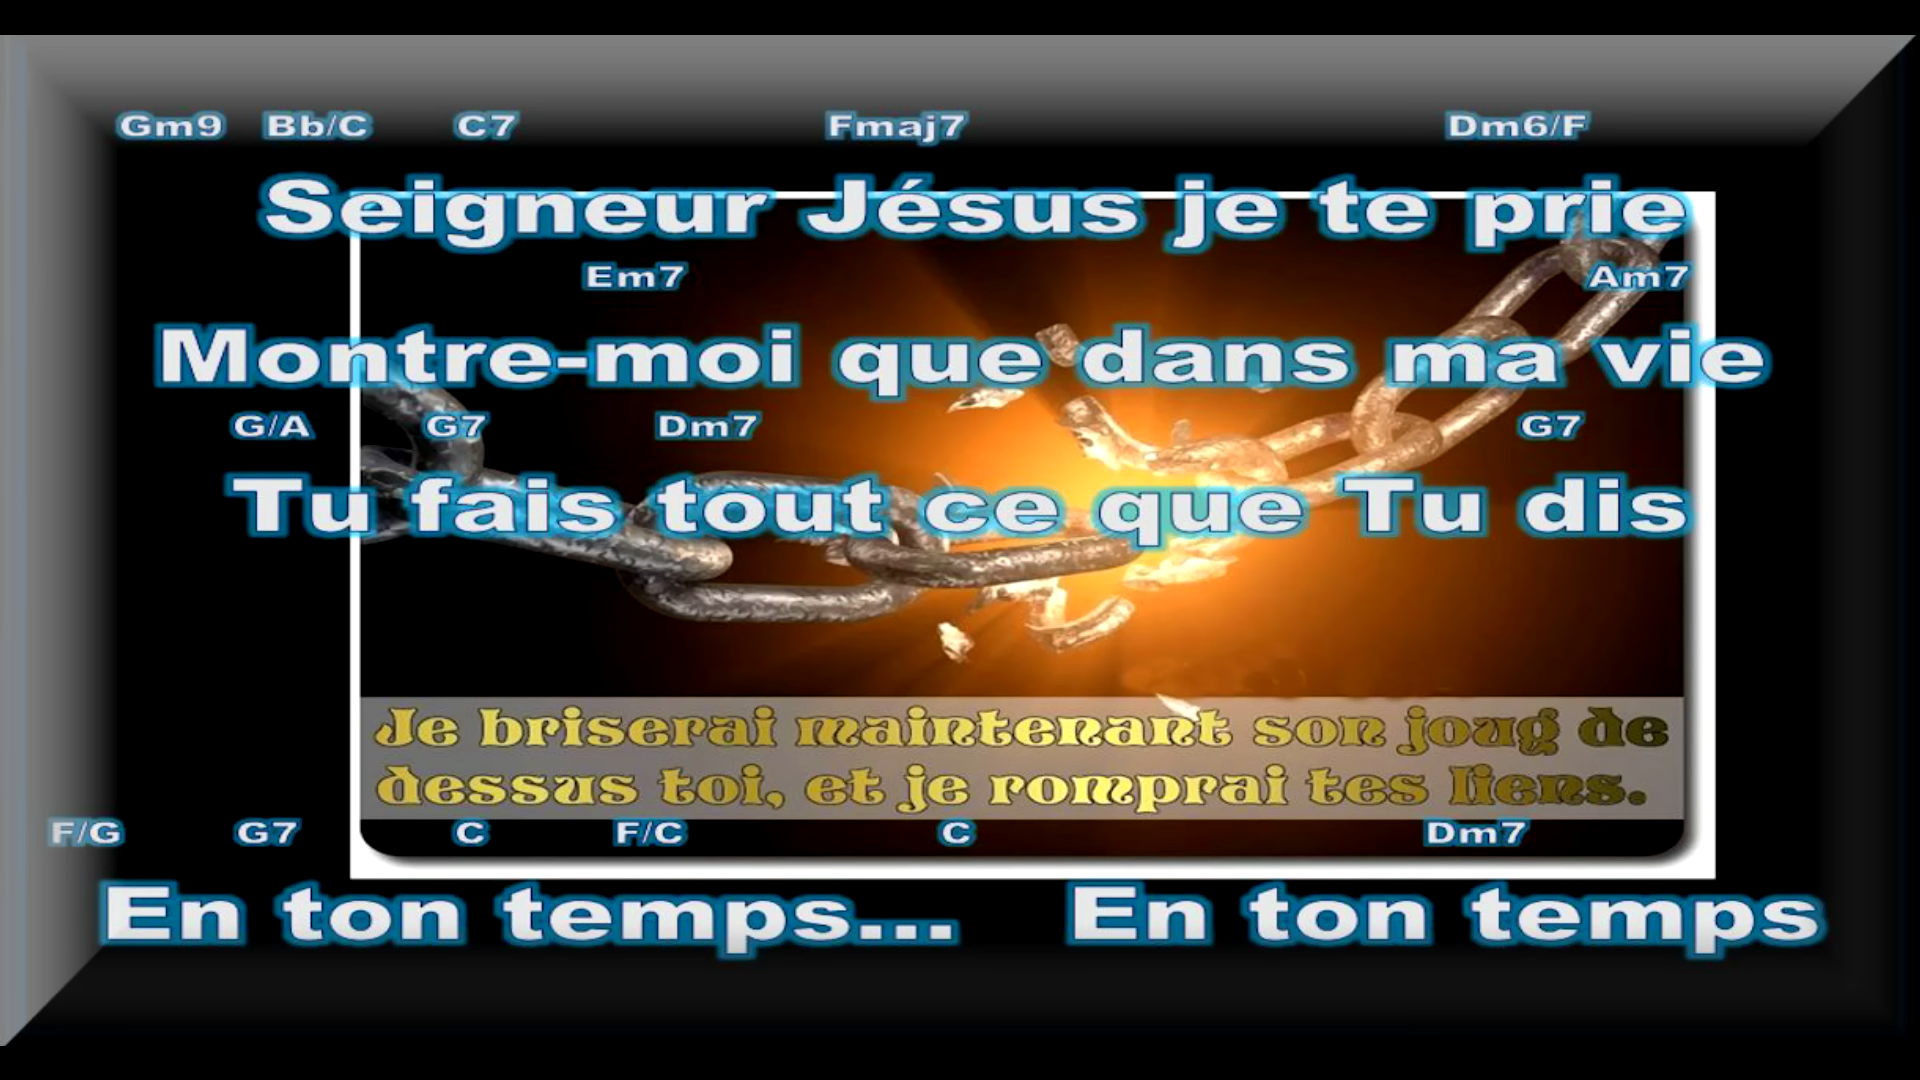 Gm9 Bb/C C7 Fmaj7 Dm6/F
Seigneur Jésus je te prie
Em7 Am7
Montre-moi que dans ma vie
G/A G7 Dm7 G7
Tu fais tout ce que Tu dis
Je briserai maintenant son joug de
dessus toi, et je romprai tes liens.
F/G G7 C F/C C Dm7
En ton temps... En ton temps